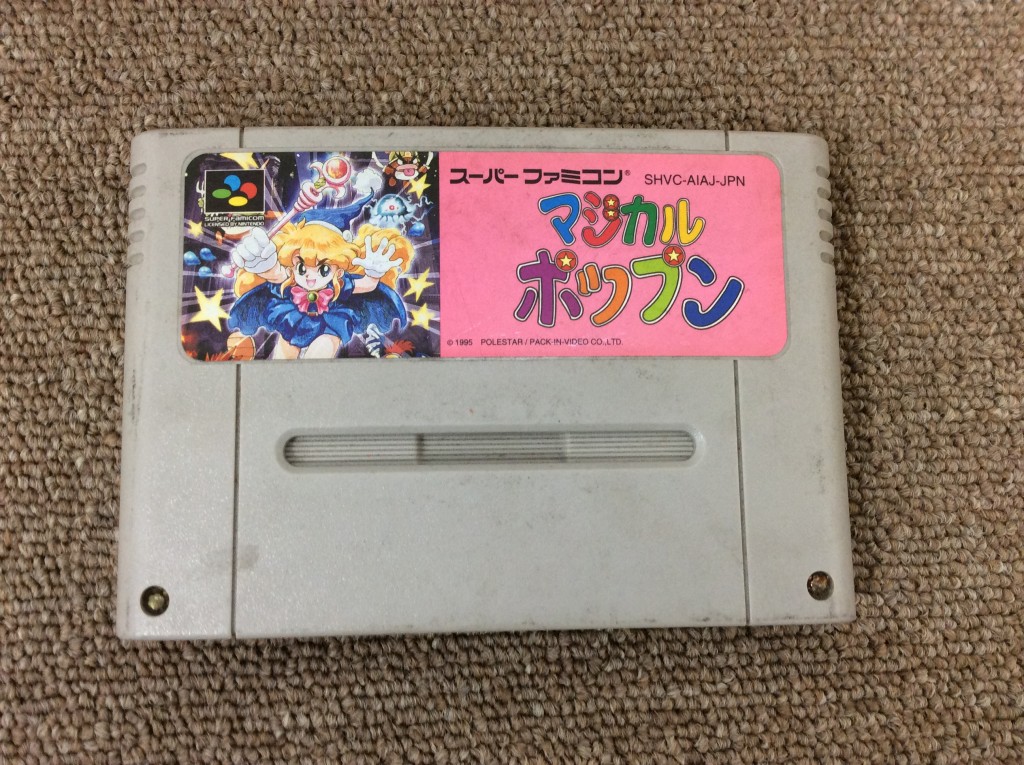 SUPER FAMICOM
LICENSED BY NINTENDO
スーパーファミコン® SHVC-AIAJ-JPN
マジカル
ポップン
© 1995 POLESTAR / PACK-IN-VIDEO CO.,LTD.